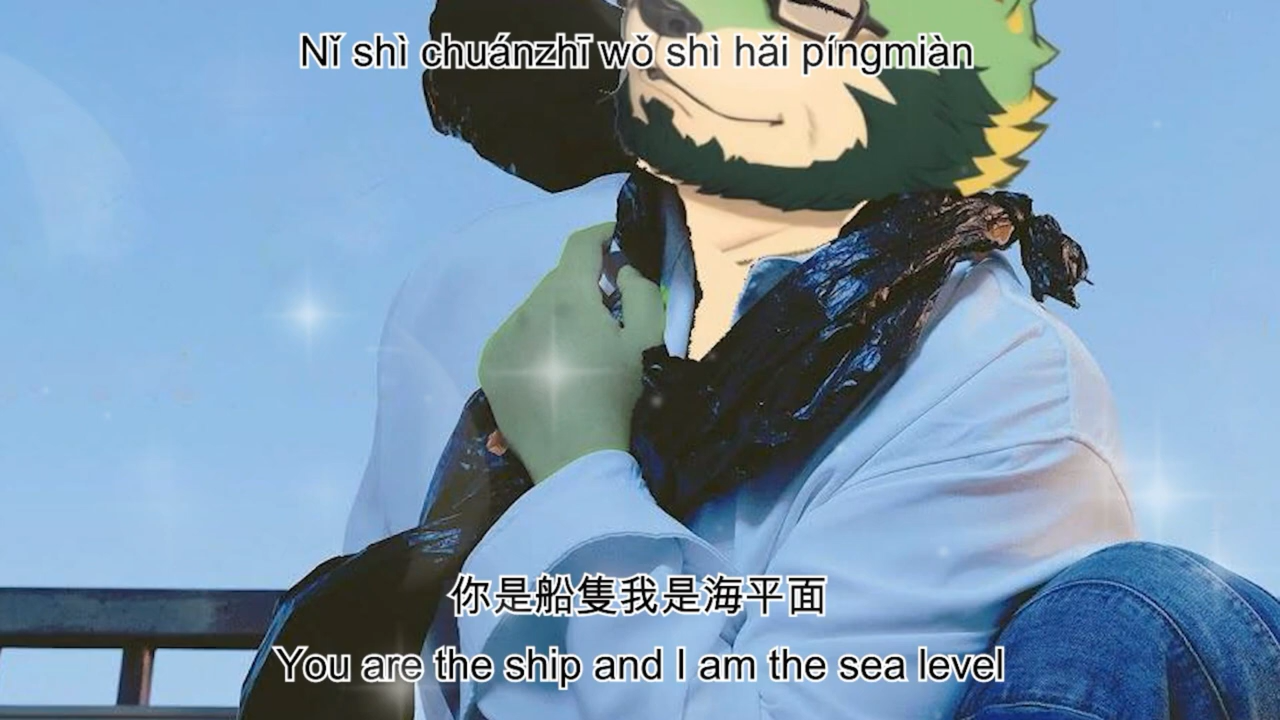 Nǐ shì chuánzhī wǒ shì hǎi píngmiàn
你是船隻我是海平面
You are the ship and I am the sea level